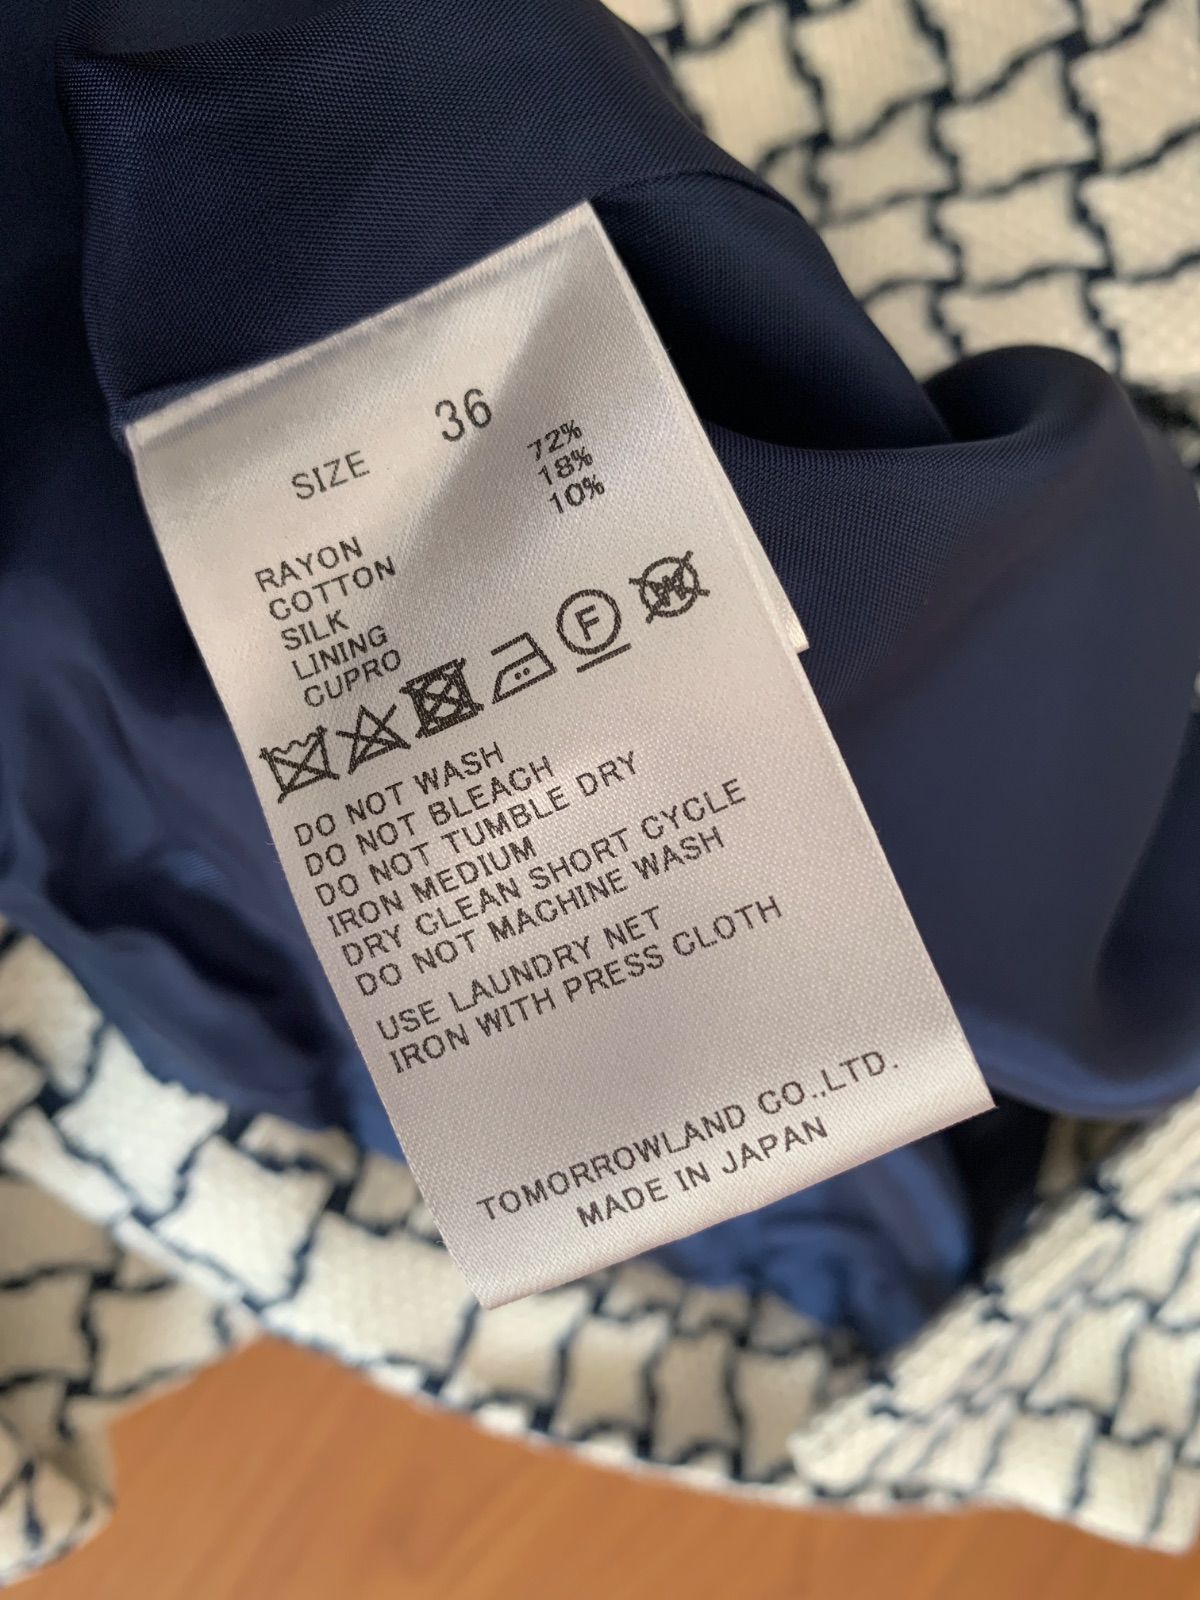 SIZE 36
RAYON 72%
COTTON 18%
SILK 10%
LINING
CUPRO
F
W
DO NOT WASH
DO NOT BLEACH
DO NOT TUMBLE DRY
IRON MEDIUM
DRY CLEAN SHORT CYCLE
DO NOT MACHINE WASH
USE LAUNDRY NET
IRON WITH PRESS CLOTH
TOMORROWLAND CO.,LTD.
MADE IN JAPAN